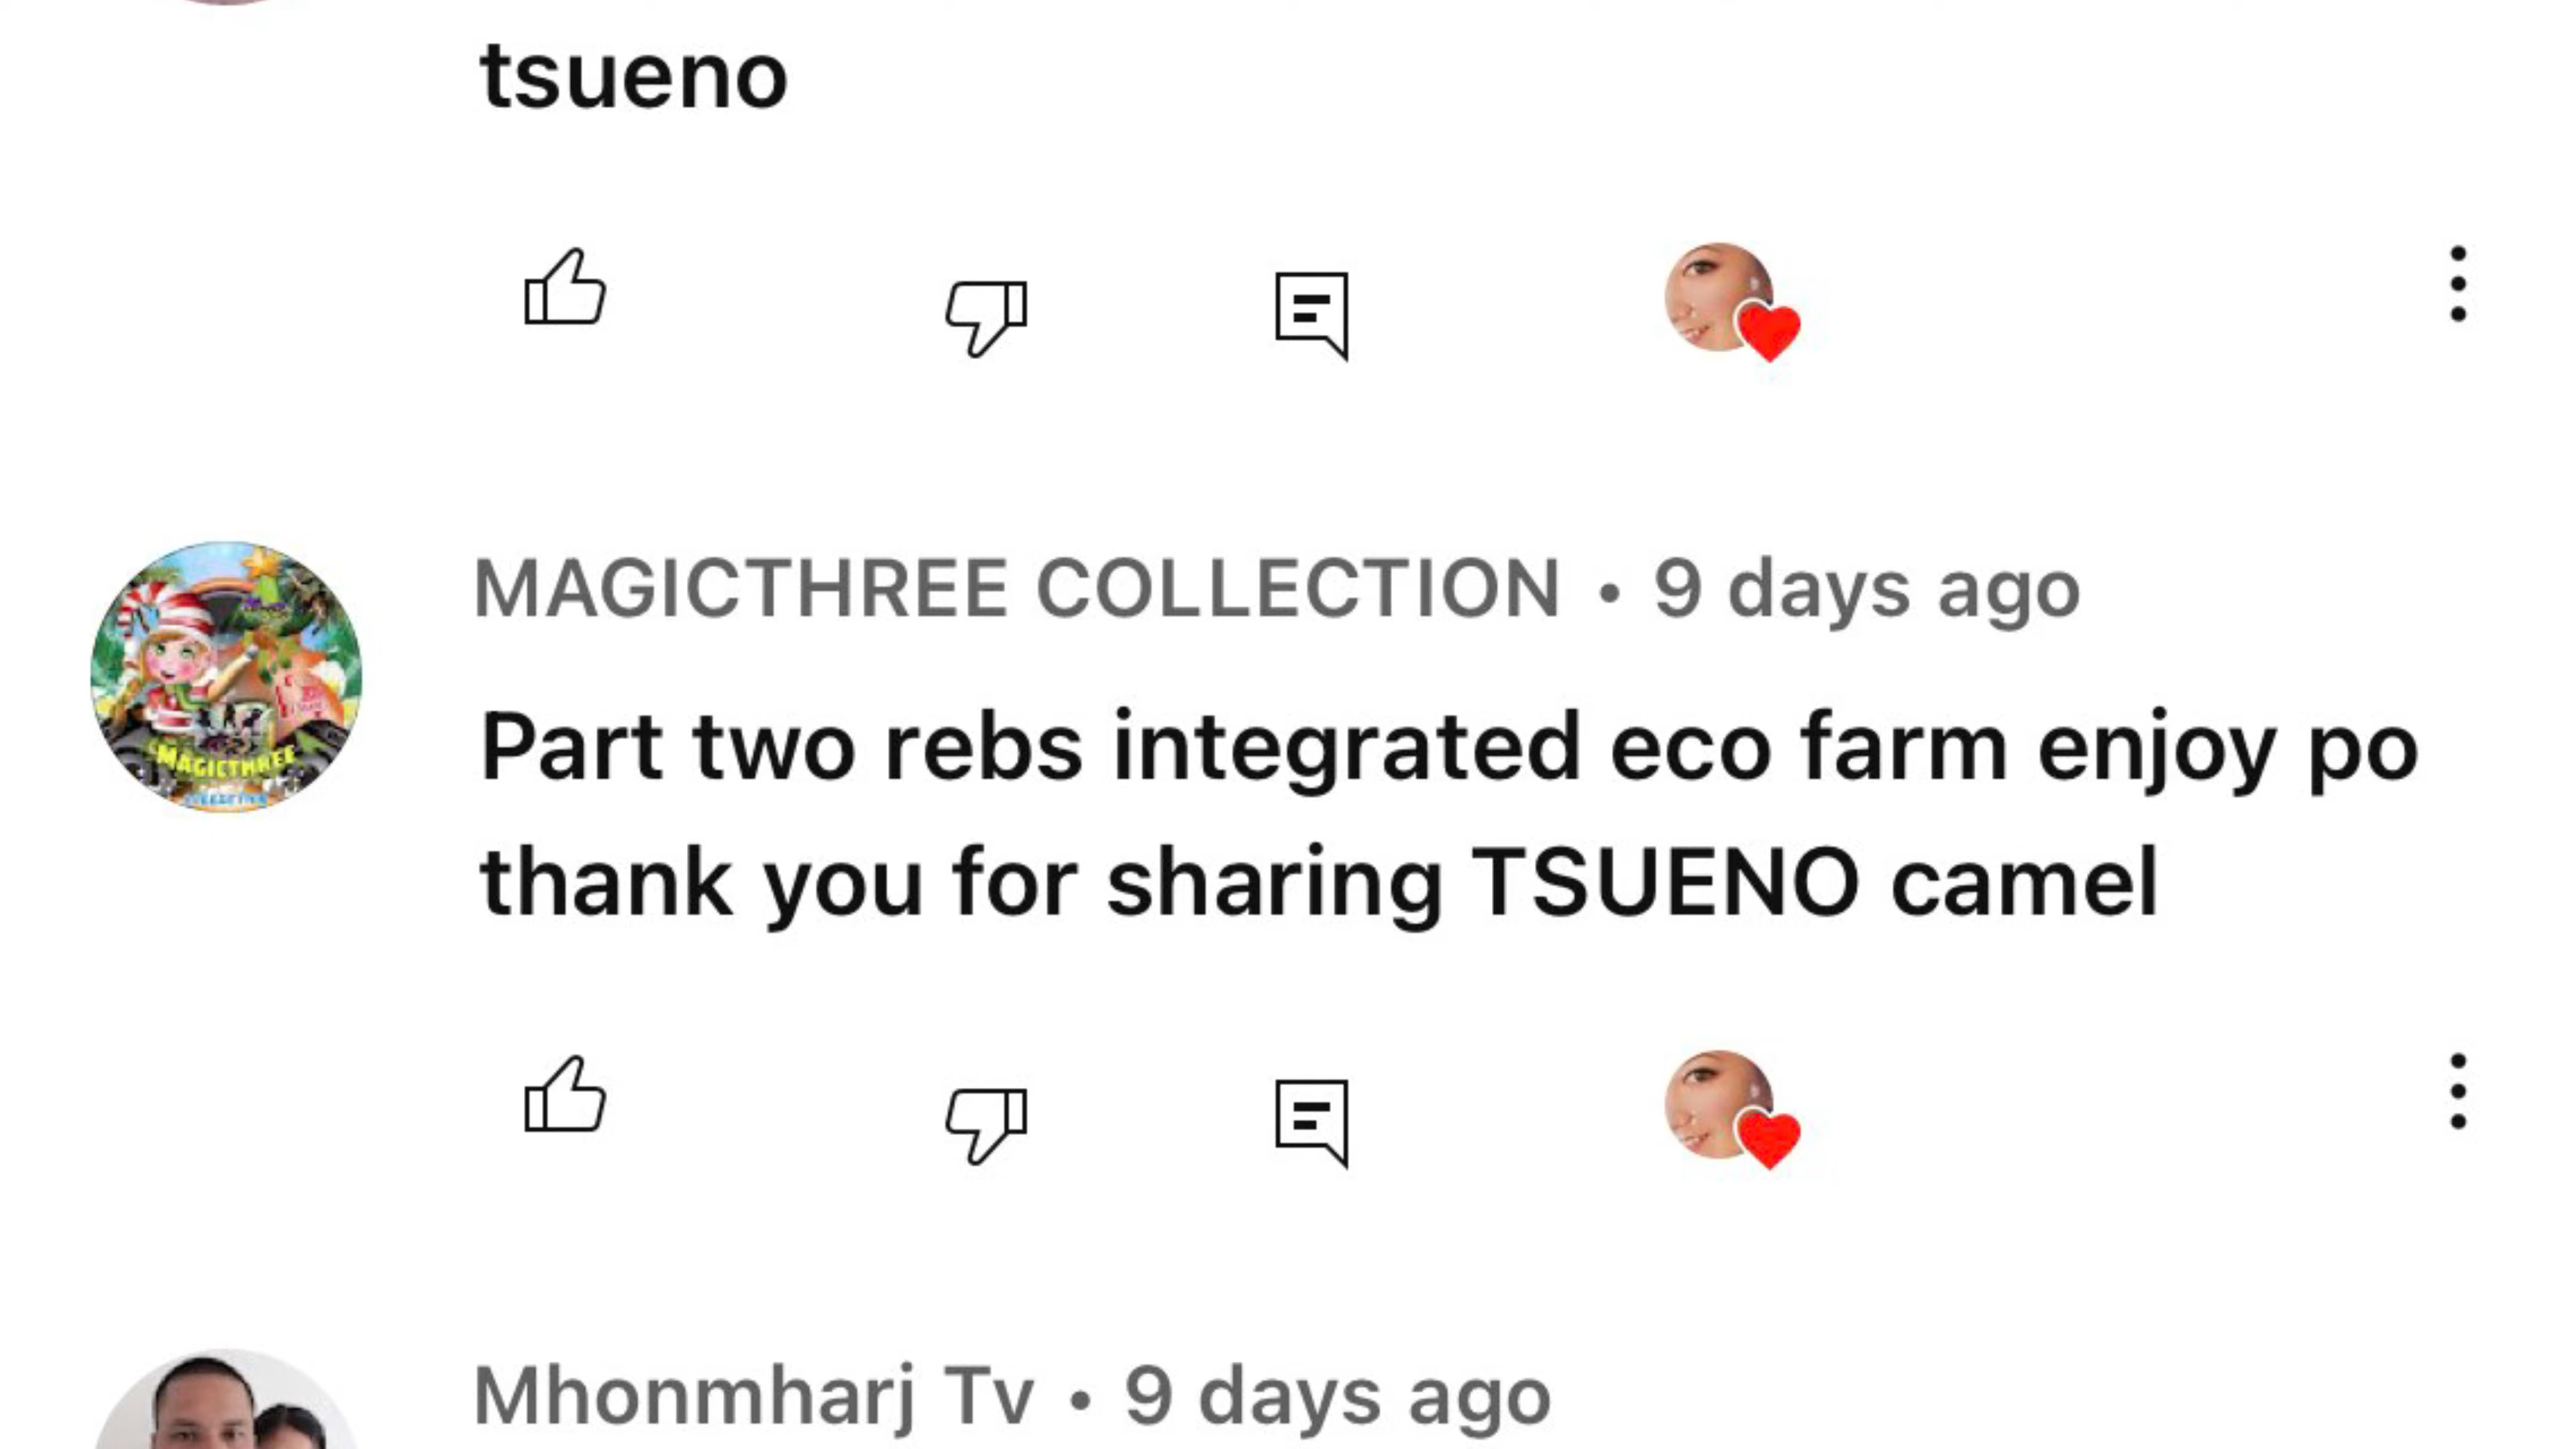 tsueno
MAGICTHREE COLLECTION • 9 days ago
MAGICTHREE
Part two rebs integrated eco farm enjoy po
thank you for sharing TSUENO camel
Mhonmharj Tv • 9 days ago